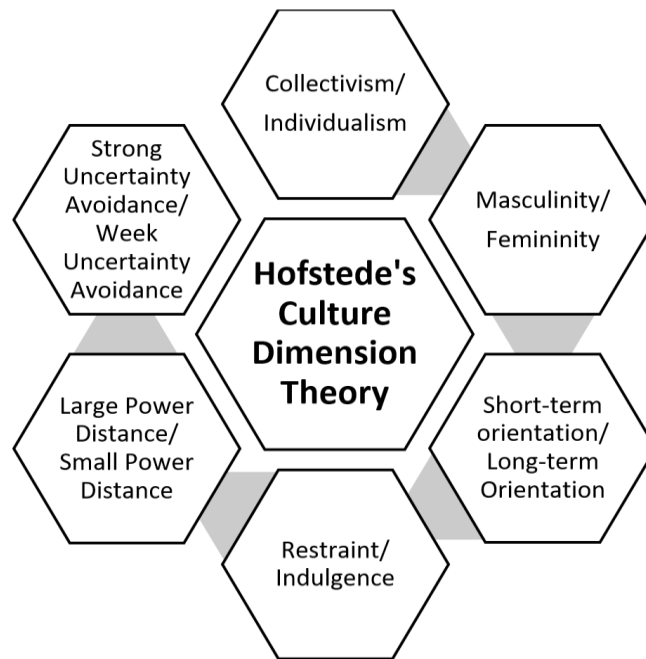 Collectivism/
Individualism
Masculinity/
Femininity
Short-term
orientation/
Long-term
Orientation
Restraint/
Indulgence
Large Power
Distance/
Small Power
Distance
Strong
Uncertainty
Avoidance/
Week
Uncertainty
Avoidance
Hofstede's
Culture
Dimension
Theory